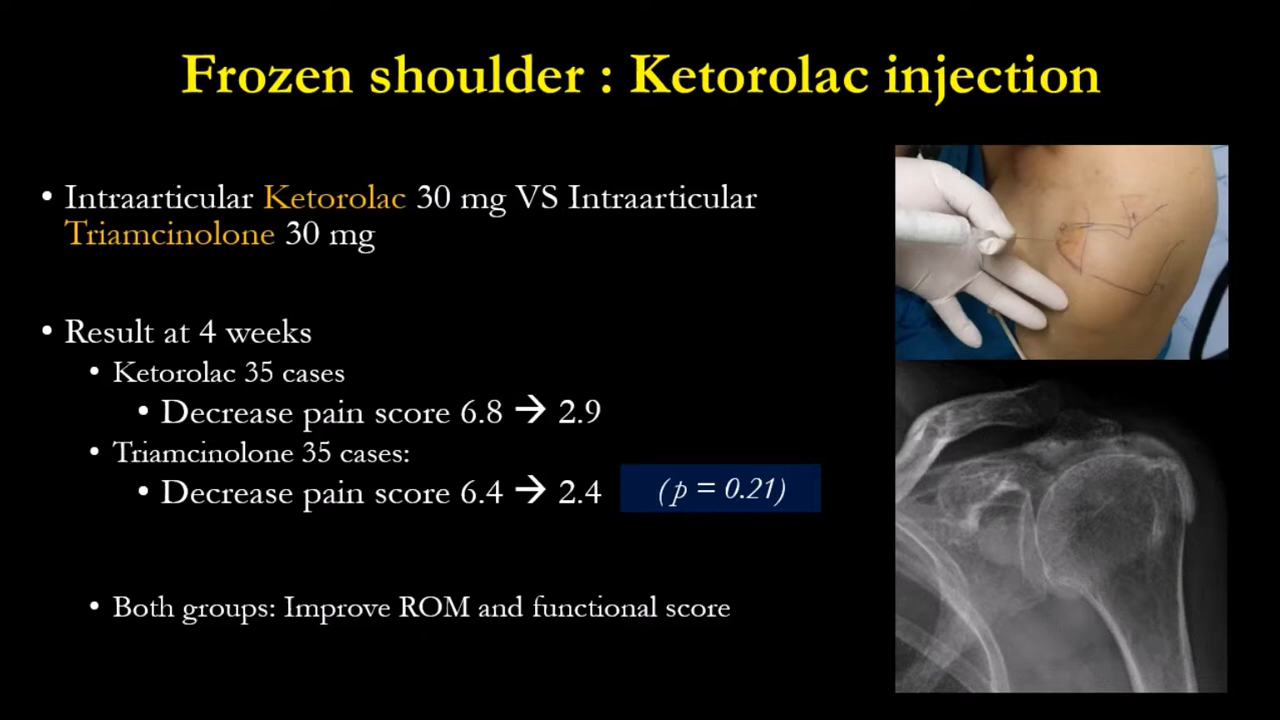 Frozen shoulder : Ketorolac injection
• Intraarticular Ketorolac 30 mg VS Intraarticular
Triamcinolone 30 mg
• Result at 4 weeks
• Ketorolac 35 cases
• Decrease pain score 6.8 → 2.9
• Triamcinolone 35 cases:
• Decrease pain score 6.4 → 2.4 (p = 0.21)
• Both groups: Improve ROM and functional score